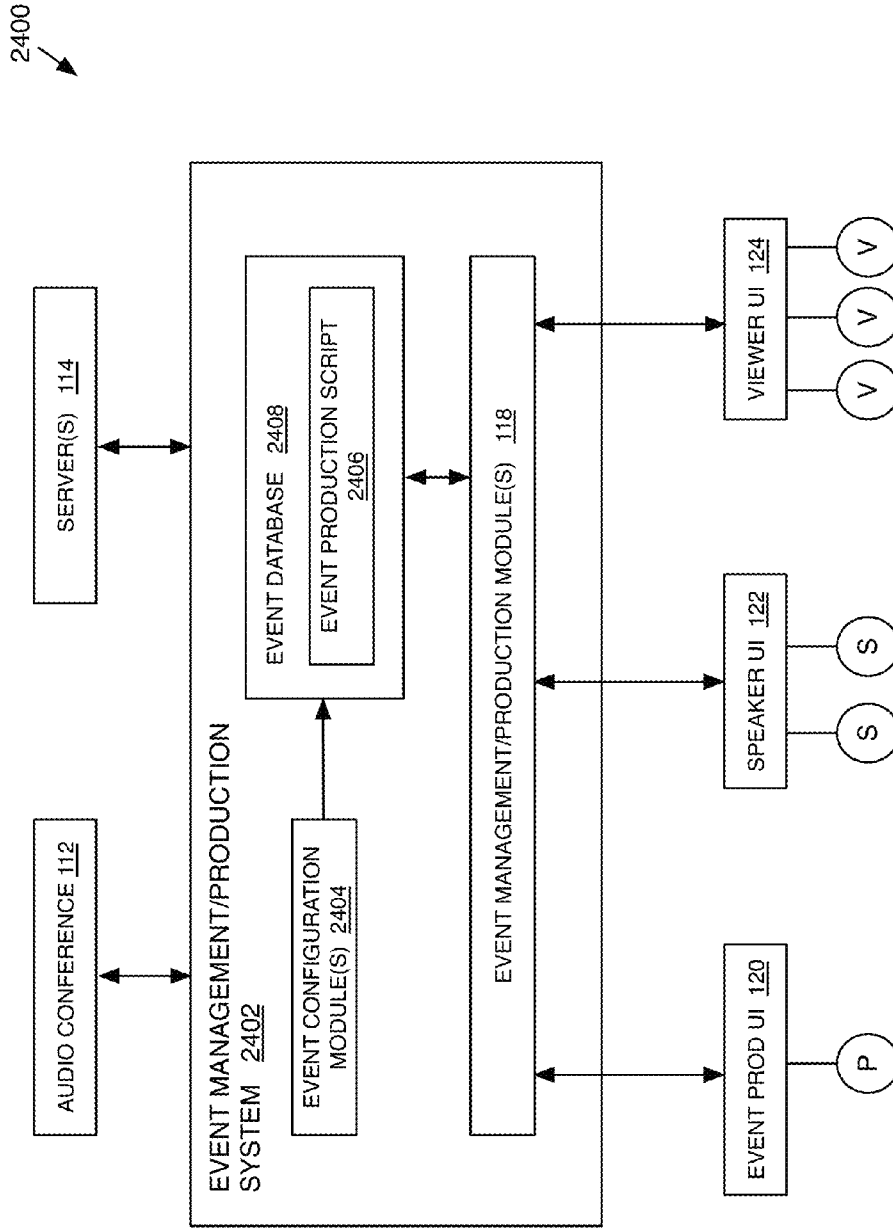 2400
AUDIO CONFERENCE 112
SERVER(S) 114
EVENT MANAGEMENT/PRODUCTION
SYSTEM 2402
EVENT CONFIGURATION
MODULE(S) 2404
EVENT DATABASE 2408
EVENT PRODUCTION SCRIPT
2406
EVENT MANAGEMENT/PRODUCTION MODULE(S) 118
EVENT PROD UI 120
SPEAKER UI 122
VIEWER UI 124
P
S
S
V
V
V